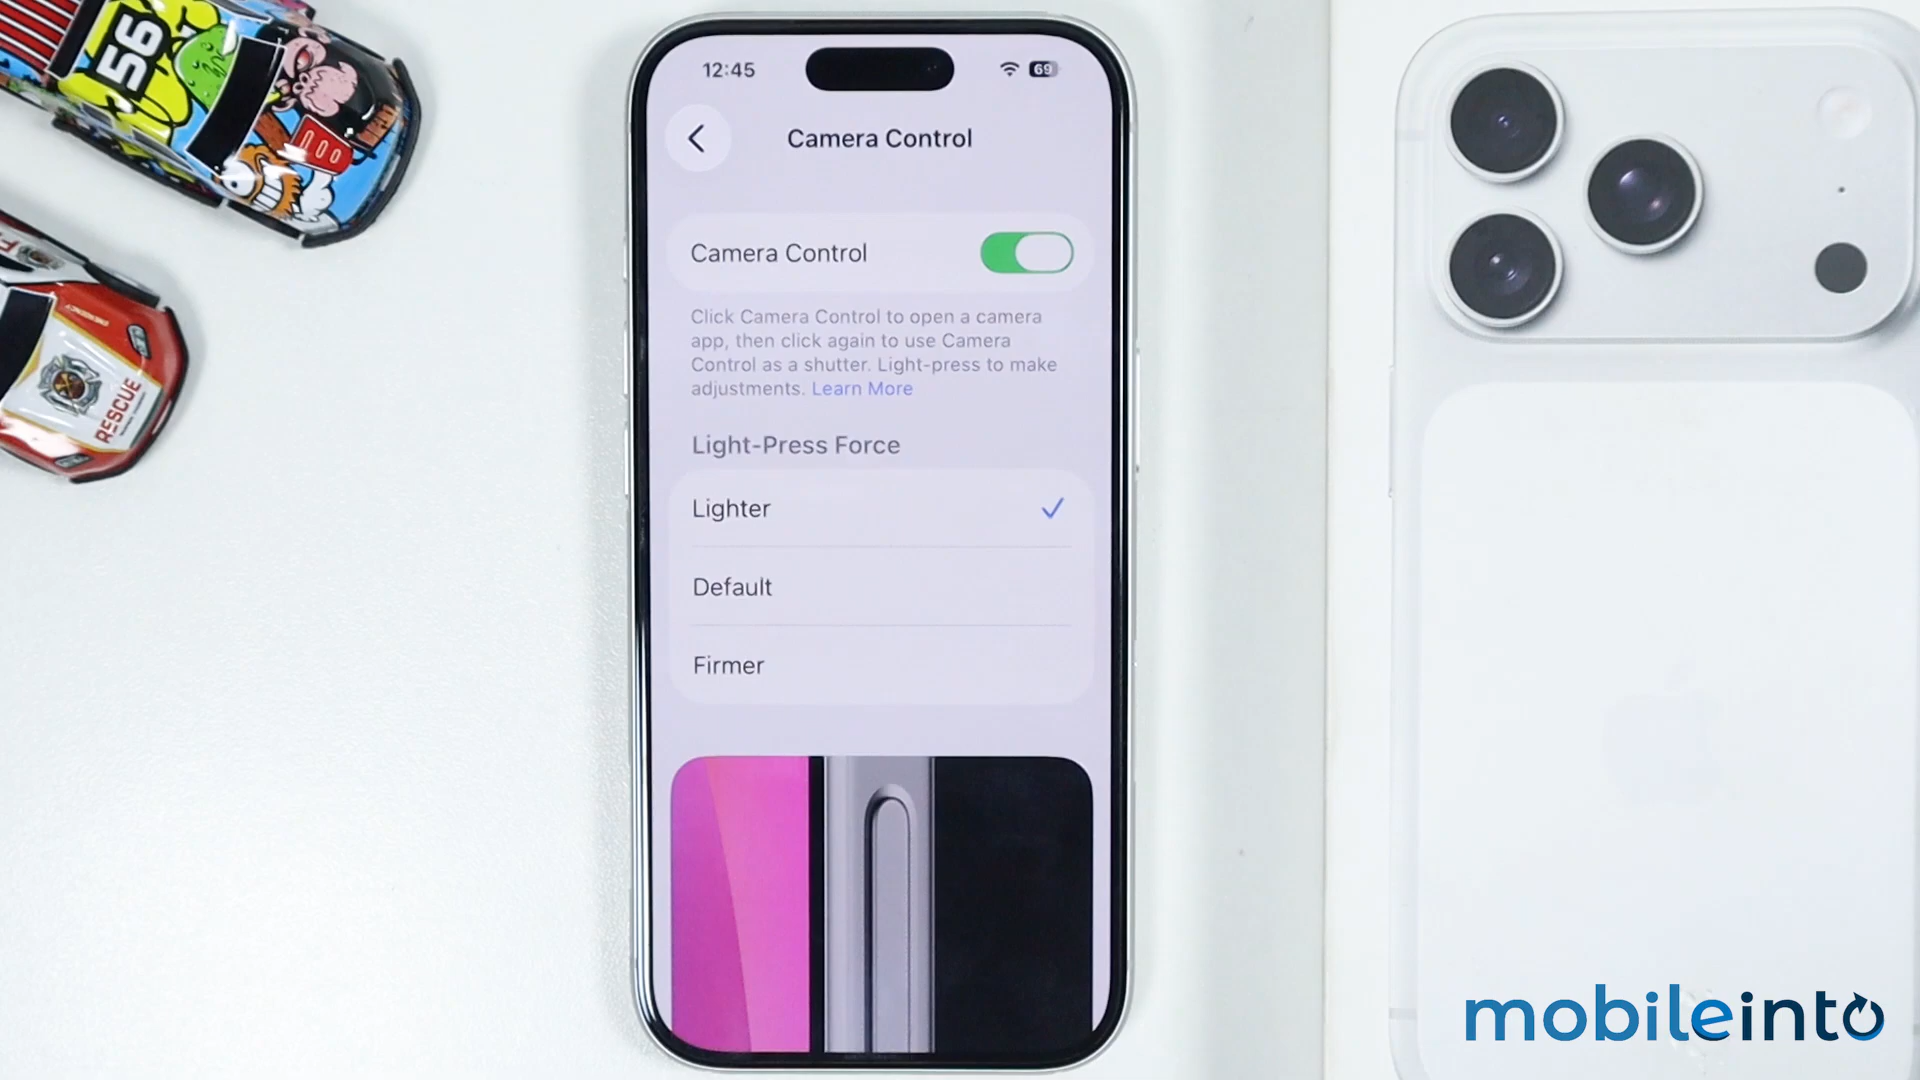 56
RESCUE
EMERGENCY
12:45
69
Camera Control
Camera Control
Click Camera Control to open a camera
app, then click again to use Camera
Control as a shutter. Light-press to make
adjustments. Learn More
Light-Press Force
Lighter
Default
Firmer
mobileinto